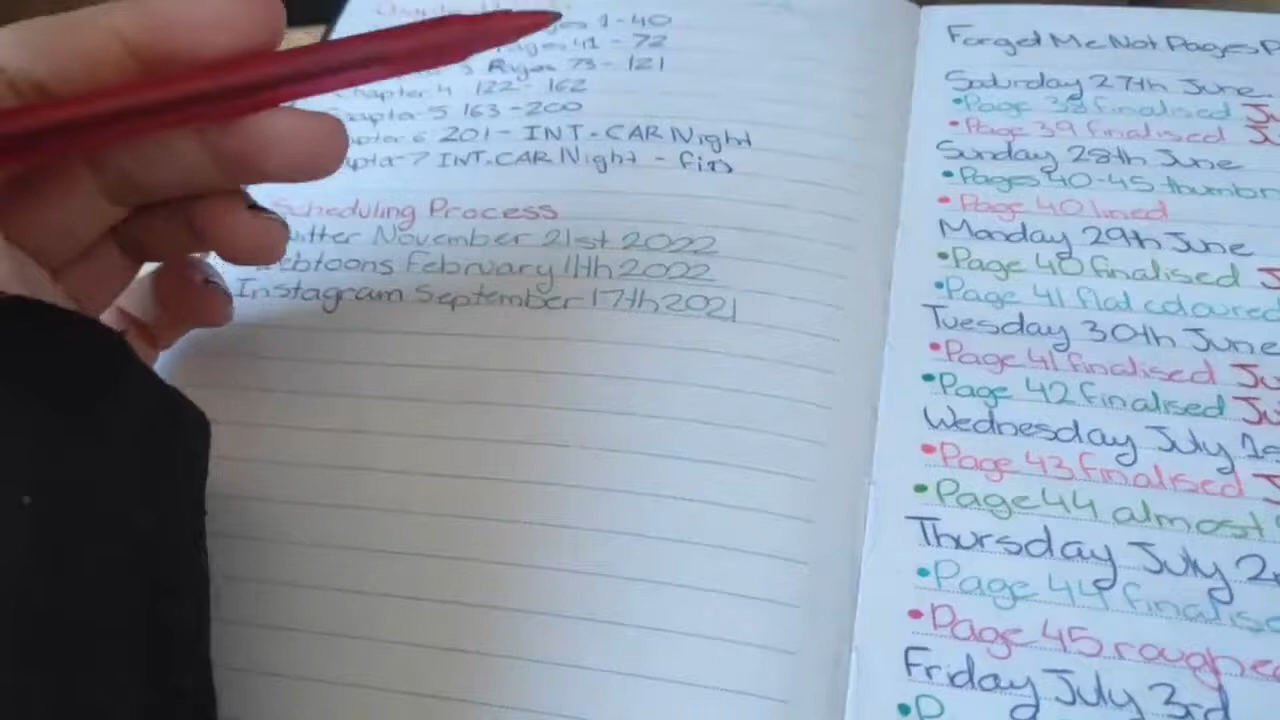 1-40
Pages 41 - 72
3 Pages 73 - 121
Chapter 4 122 - 162
Chapter 5 163-200
Chapter 6 201 - INT. CAR Night
Chapter 7 INT. CAR Night - fin
Scheduling Process
Twitter November 21st 2022
Webtoons February 11th 2022
Instagram September 17th 2021
Forget Me Not Pages P
Saturday 27th June
•Page 38 finalised
•Page 39 finalised
Sunday 28th June
•Pages 40-45 thumbn
•Page 40 lined
Monday 29th June
•Page 40 finalised
•Page 41 flat coloured
Tuesday 30th June
•Page 41 finalised Ju
•Page 42 finalised Ju
Wednesday July 1s
•Page 43 finalised
•Page 44 almost
Thursday July 2n
•Page 44 finalise
•Page 45 roughed
Friday July 3rd